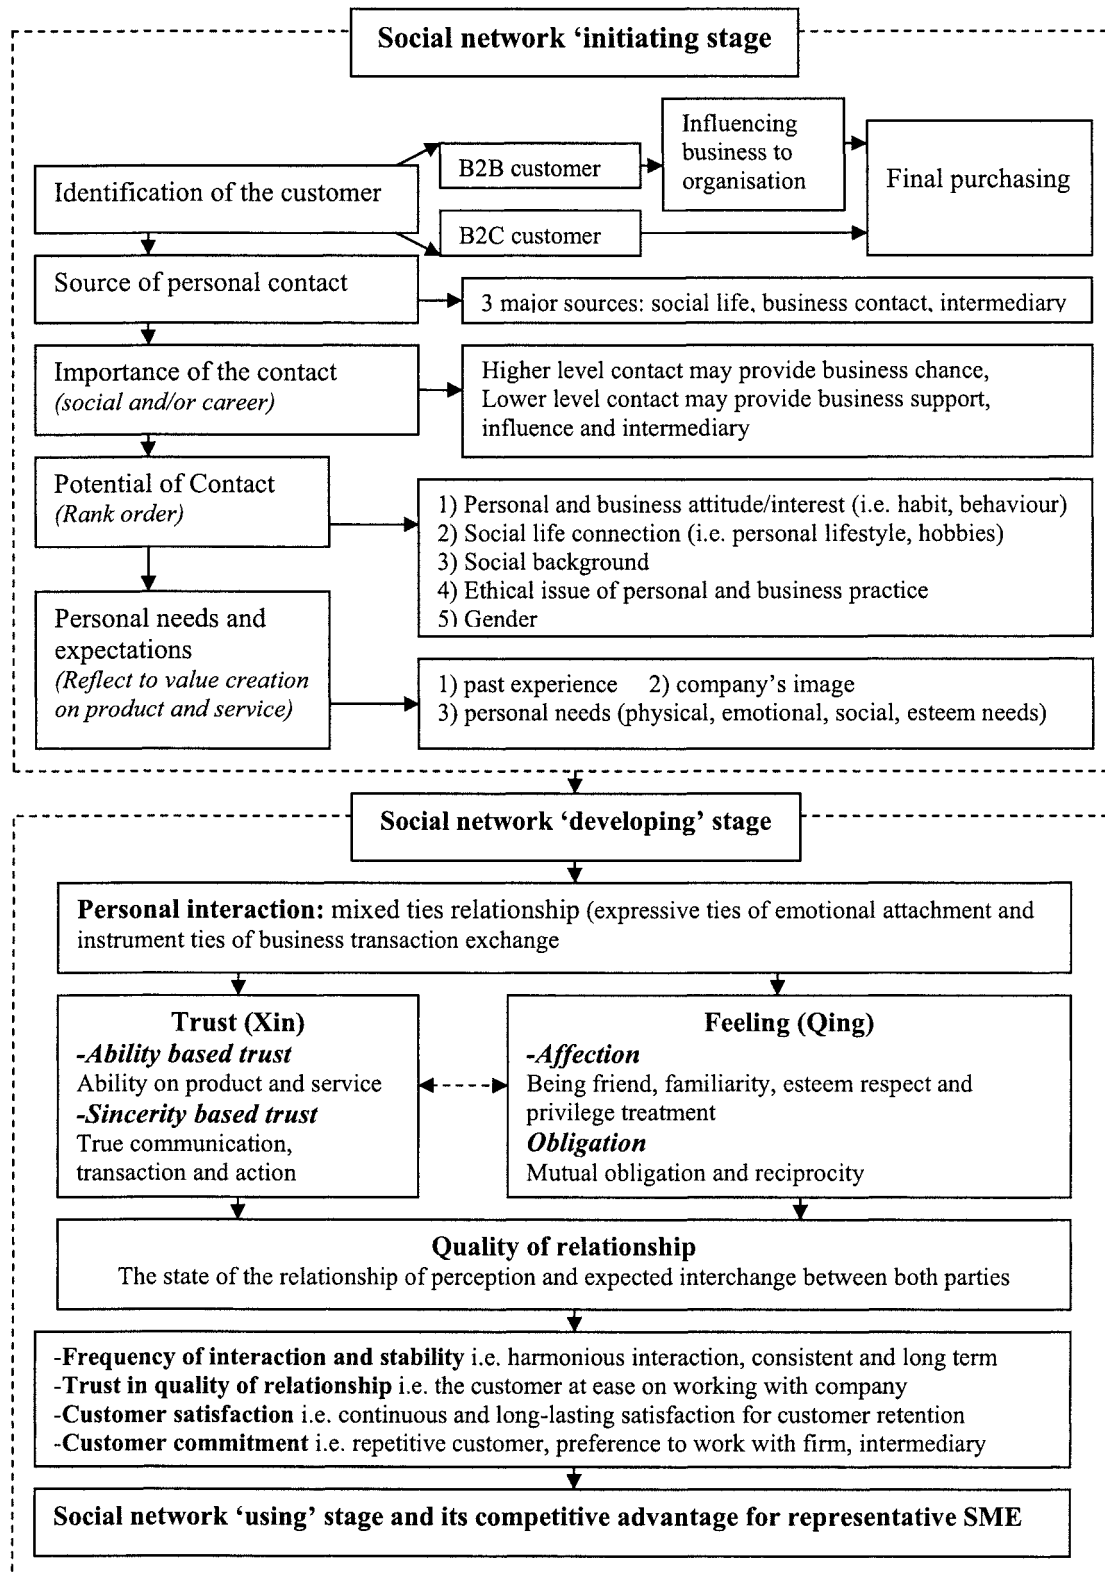 Social network ‘initiating stage
Identification of the customer
B2B customer
B2C customer
Influencing
business to
organisation
Final purchasing
Source of personal contact
3 major sources: social life, business contact, intermediary
Importance of the contact
(social and/or career)
Higher level contact may provide business chance,
Lower level contact may provide business support,
influence and intermediary
Potential of Contact
(Rank order)
1) Personal and business attitude/interest (i.e. habit, behaviour)
2) Social life connection (i.e. personal lifestyle, hobbies)
3) Social background
4) Ethical issue of personal and business practice
5) Gender
Personal needs and
expectations
(Reflect to value creation
on product and service)
1) past experience 2) company’s image
3) personal needs (physical, emotional, social, esteem needs)
Social network ‘developing’ stage
Personal interaction: mixed ties relationship (expressive ties of emotional attachment and
instrument ties of business transaction exchange
Trust (Xin)
-Ability based trust
Ability on product and service
-Sincerity based trust
True communication,
transaction and action
Feeling (Qing)
-Affection
Being friend, familiarity, esteem respect and
privilege treatment
Obligation
Mutual obligation and reciprocity
Quality of relationship
The state of the relationship of perception and expected interchange between both parties
-Frequency of interaction and stability i.e. harmonious interaction, consistent and long term
-Trust in quality of relationship i.e. the customer at ease on working with company
-Customer satisfaction i.e. continuous and long-lasting satisfaction for customer retention
-Customer commitment i.e. repetitive customer, preference to work with firm, intermediary
Social network ‘using’ stage and its competitive advantage for representative SME